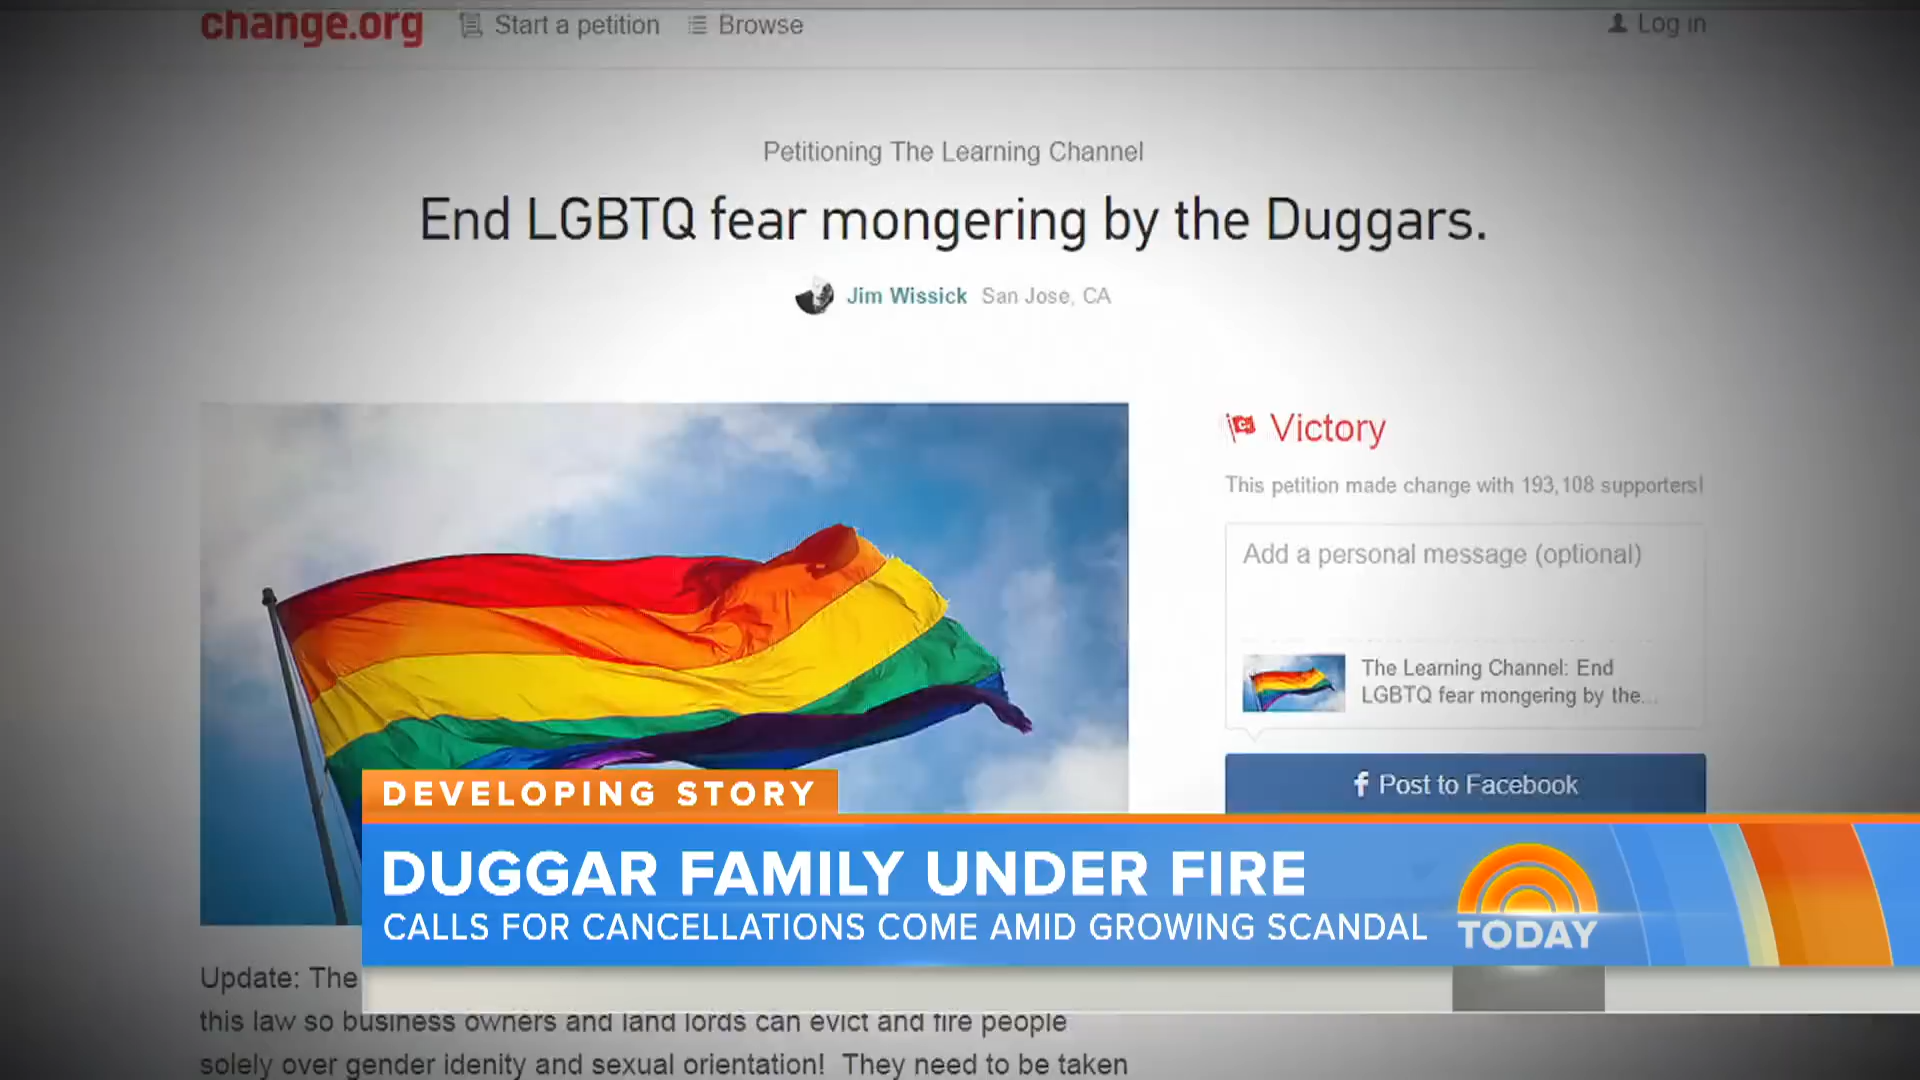 change.org Start a petition Browse Log in
Petitioning The Learning Channel
End LGBTQ fear mongering by the Duggars.
Jim Wissick San Jose, CA
Victory
This petition made change with 193,108 supporters!
Add a personal message (optional)
The Learning Channel: End
LGBTQ fear mongering by the...
f Post to Facebook
DEVELOPING STORY
DUGGAR FAMILY UNDER FIRE
CALLS FOR CANCELLATIONS COME AMID GROWING SCANDAL
TODAY
Update: The
this law so business owners and land lords can evict and fire people
solely over gender idenity and sexual orientation! They need to be taken